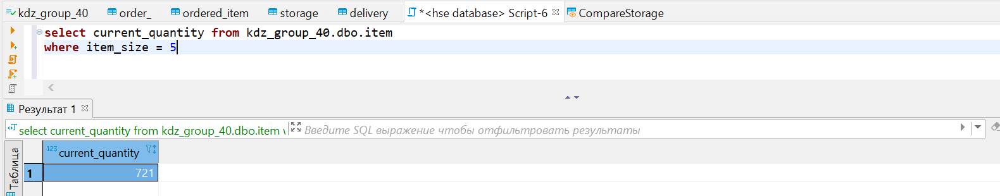 kdz_group_40 order_ ordered_item storage delivery *<hse database> Script-6 CompareStorage
select current_quantity from kdz_group_40.dbo.item
where item_size = 5
Результат 1
select current_quantity from kdz_group_40.dbo.item w Введите SQL выражение чтобы отфильтровать результаты
Таблица
123 current_quantity
1 721